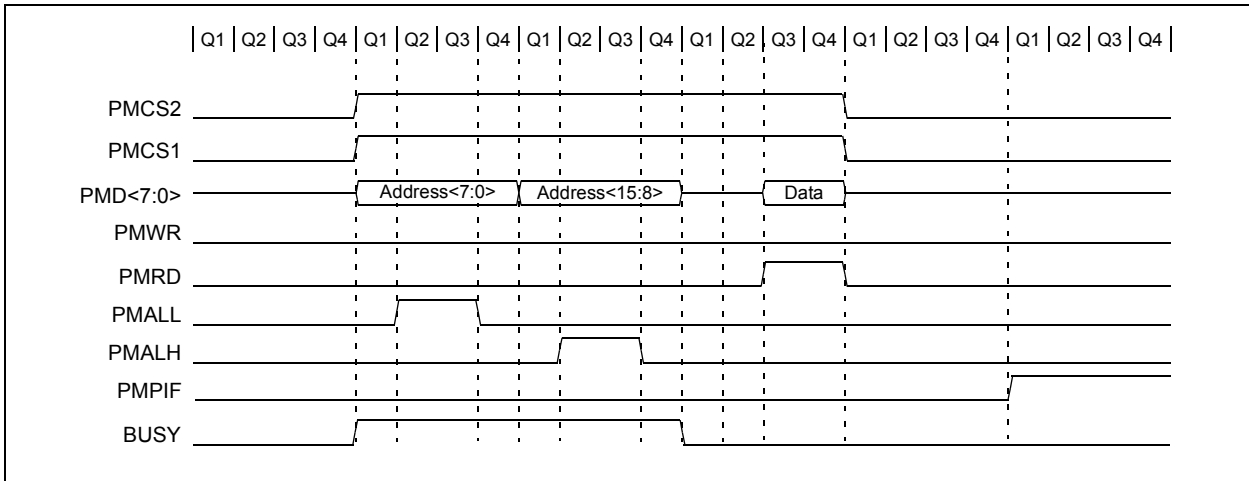 Q1 Q2 Q3 Q4 Q1 Q2 Q3 Q4 Q1 Q2 Q3 Q4 Q1 Q2 Q3 Q4 Q1 Q2 Q3 Q4 Q1 Q2 Q3 Q4
PMCS2
PMCS1
PMD<7:0> Address<7:0> Address<15:8> Data
PMWR
PMRD
PMALL
PMALH
PMPIF
BUSY